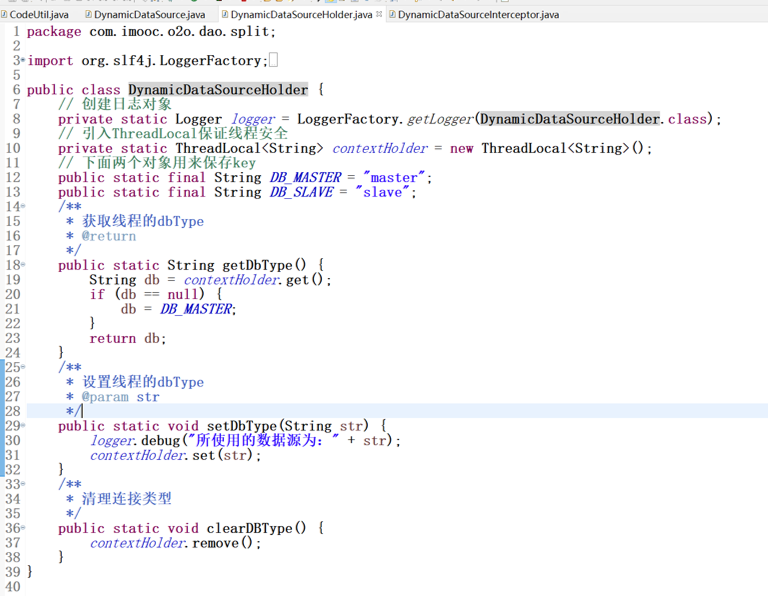 CodeUtil.java DynamicDataSource.java DynamicDataSourceHolder.java DynamicDataSourceInterceptor.java
1 package com.imooc.o2o.dao.split;
2
3 import org.slf4j.LoggerFactory;
5
6 public class DynamicDataSourceHolder {
7 // 创建日志对象
8 private static Logger logger = LoggerFactory.getLogger(DynamicDataSourceHolder.class);
9 // 引入ThreadLocal保证线程安全
10 private static ThreadLocal<String> contextHolder = new ThreadLocal<String>();
11 // 下面两个对象用来保存key
12 public static final String DB_MASTER = "master";
13 public static final String DB_SLAVE = "slave";
14 /**
15 * 获取线程的dbType
16 * @return
17 */
18 public static String getDbType() {
19 String db = contextHolder.get();
20 if (db == null) {
21 db = DB_MASTER;
22 }
23 return db;
24 }
25 /**
26 * 设置线程的dbType
27 * @param str
28 */
29 public static void setDbType(String str) {
30 logger.debug("所使用的数据源为：" + str);
31 contextHolder.set(str);
32 }
33 /**
34 * 清理连接类型
35 */
36 public static void clearDBType() {
37 contextHolder.remove();
38 }
39 }
40